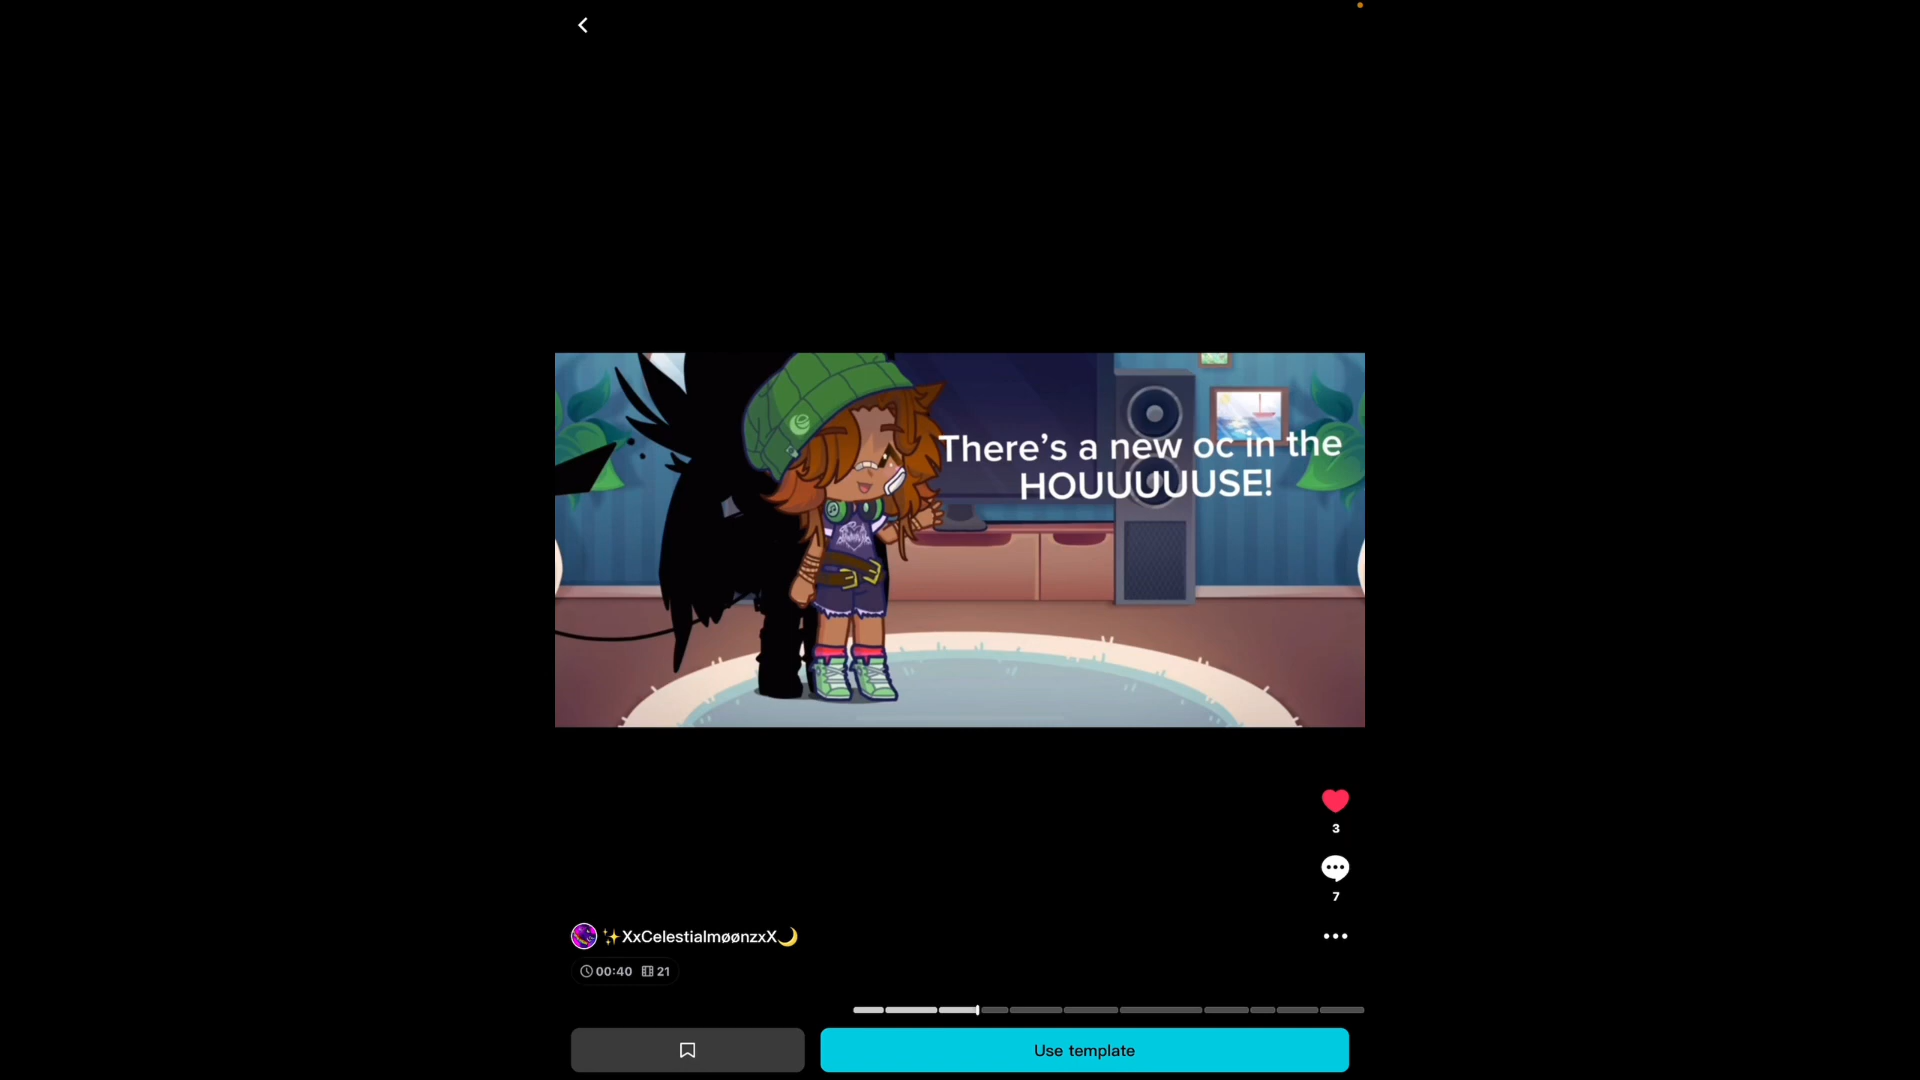 There’s a new oc in the
HOUUUUUSE!
3
7
✨XxCelestialmøønzxX🌙
00:40 21
Use template